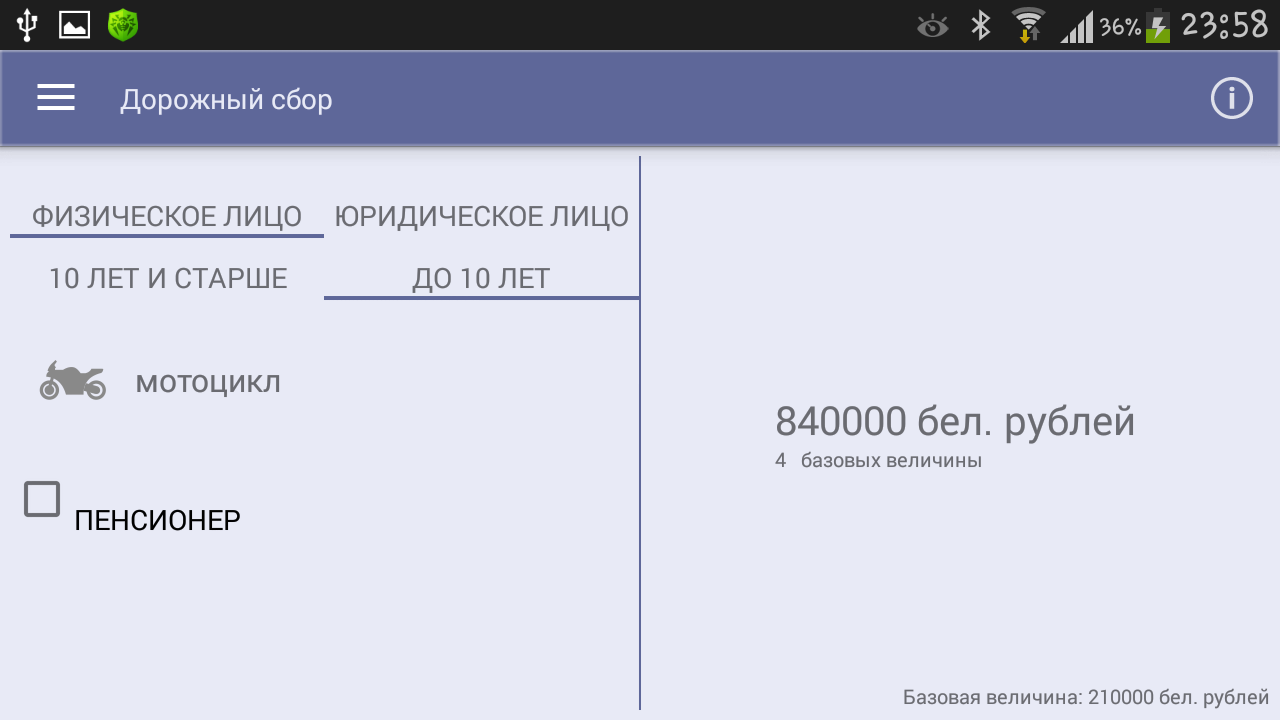 36% 23:58
Дорожный сбор
ФИЗИЧЕСКОЕ ЛИЦО ЮРИДИЧЕСКОЕ ЛИЦО
10 ЛЕТ И СТАРШЕ ДО 10 ЛЕТ
мотоцикл
ПЕНСИОНЕР
840000 бел. рублей
4 базовых величины
Базовая величина: 210000 бел. рублей